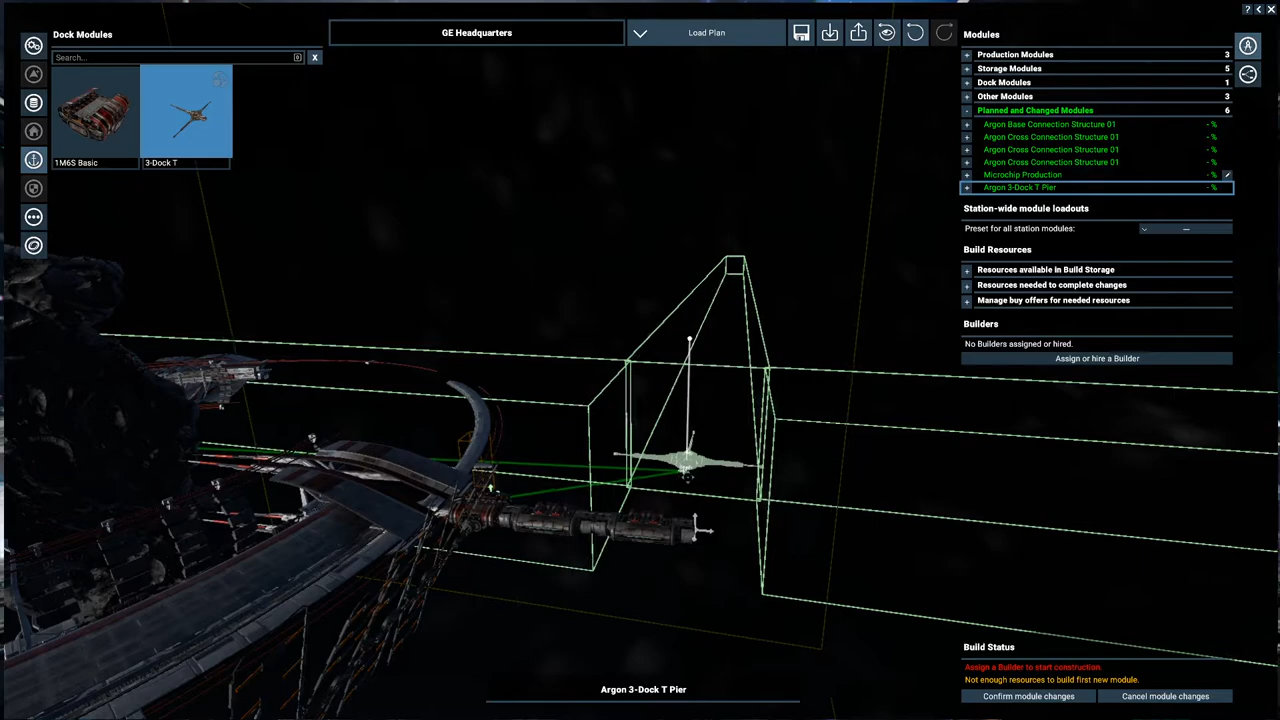 Dock Modules
Search...
X
1M6S Basic
3-Dock T
GE Headquarters
Load Plan
?
Modules
+ Production Modules 3
+ Storage Modules 5
+ Dock Modules 1
+ Other Modules 3
- Planned and Changed Modules 6
+ Argon Base Connection Structure 01 - %
+ Argon Cross Connection Structure 01 - %
+ Argon Cross Connection Structure 01 - %
+ Argon Cross Connection Structure 01 - %
+ Microchip Production - %
+ Argon 3-Dock T Pier - %
Station-wide module loadouts
Preset for all station modules: —
Build Resources
+ Resources available in Build Storage
+ Resources needed to complete changes
+ Manage buy offers for needed resources
Builders
No Builders assigned or hired.
Assign or hire a Builder
Argon 3-Dock T Pier
Build Status
Assign a Builder to start construction.
Not enough resources to build first new module.
Confirm module changes
Cancel module changes